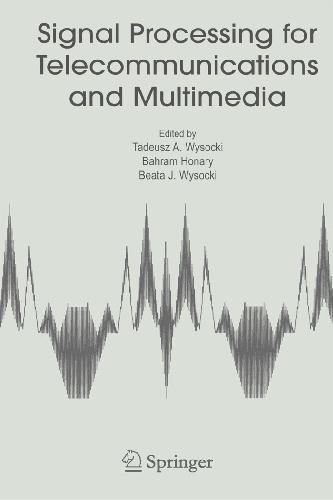 Signal Processing for
Telecommunications
and Multimedia
Edited by
Tadeusz A. Wysocki
Bahram Honary
Beata J. Wysocki
Springer